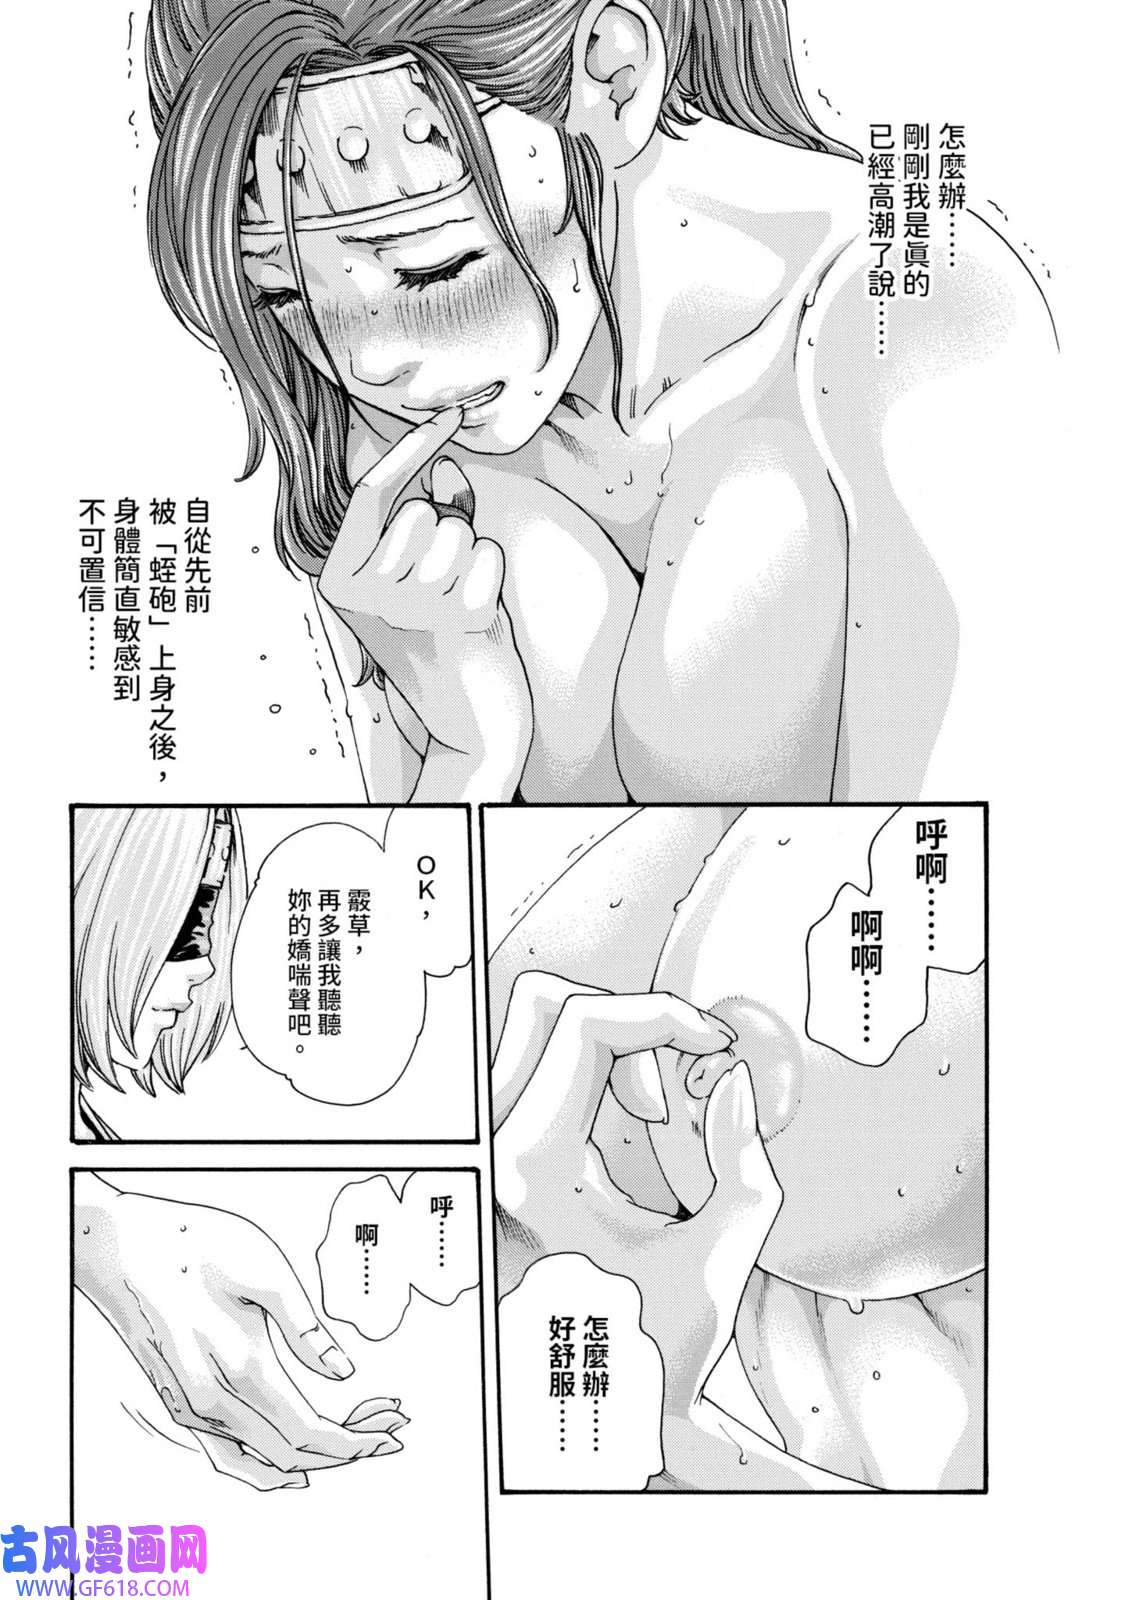 怎麼辦……
剛剛我是真的
已經高潮了說……
自從先前
被「蛭砲」上身之後，
身體簡直敏感到
不可置信……
呼啊……
啊啊……
怎麼辦……
好舒服……
OK，
霰草，
再多讓我聽聽
妳的嬌喘聲吧。
呼……
啊……
古风漫画网
WWW.GF618.COM